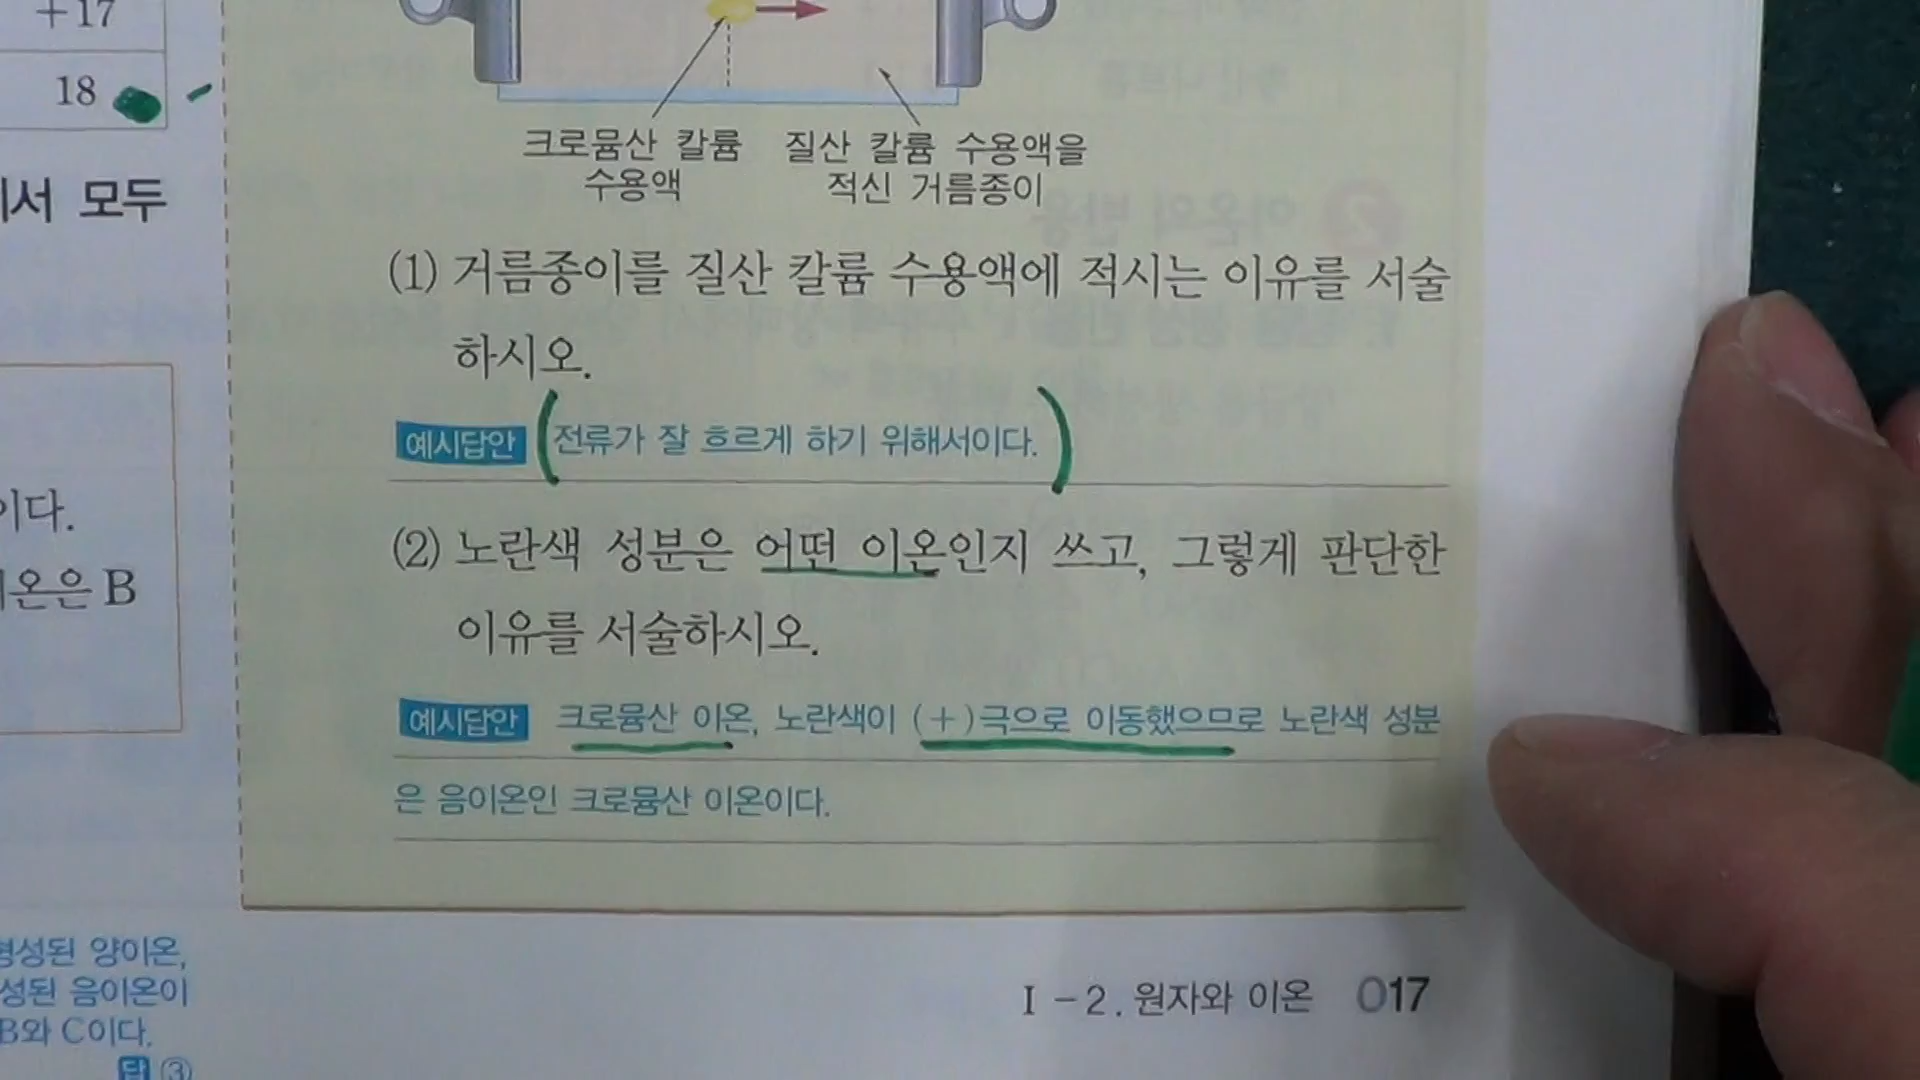 +17
18
에서 모두
이다.
이온은 B
형성된 양이온,
성된 음이온이
B와 C이다.
답 ③
크로뮴산 칼륨
수용액
질산 칼륨 수용액을
적신 거름종이
(1) 거름종이를 질산 칼륨 수용액에 적시는 이유를 서술
하시오.
예시답안 전류가 잘 흐르게 하기 위해서이다.
(2) 노란색 성분은 어떤 이온인지 쓰고, 그렇게 판단한
이유를 서술하시오.
예시답안 크로뮴산 이온, 노란색이 (+)극으로 이동했으므로 노란색 성분
은 음이온인 크로뮴산 이온이다.
I - 2. 원자와 이온 017